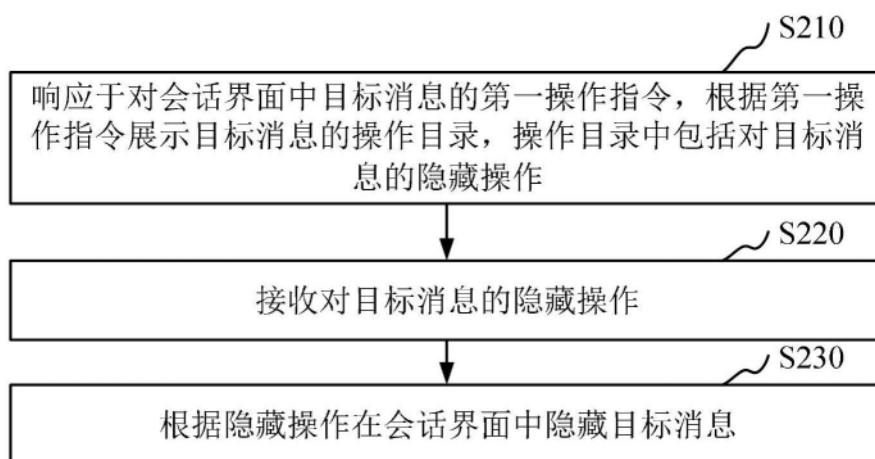 S210
响应于对会话界面中目标消息的第一操作指令，根据第一操
作指令展示目标消息的操作目录，操作目录中包括对目标消
息的隐藏操作
S220
接收对目标消息的隐藏操作
S230
根据隐藏操作在会话界面中隐藏目标消息